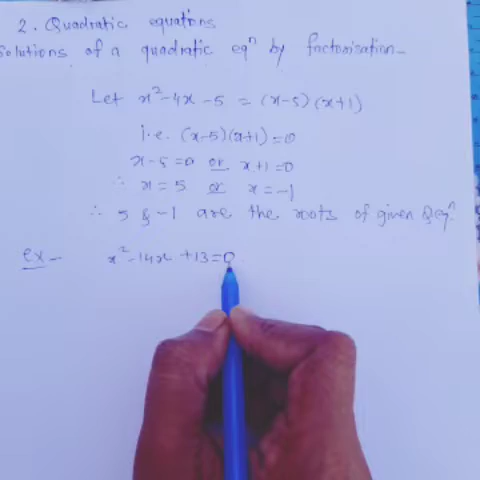 2. Quadratic equations
Solutions of a quadratic eqⁿ by factorisation-
Let x²-4x-5 = (x-5)(x+1)
i.e. (x-5)(x+1)=0
x-5=0 or x+1=0
∴ x=5 or x=-1
∴ 5 & -1 are the roots of given Q.Eqⁿ.
ex- x²-14x+13=0